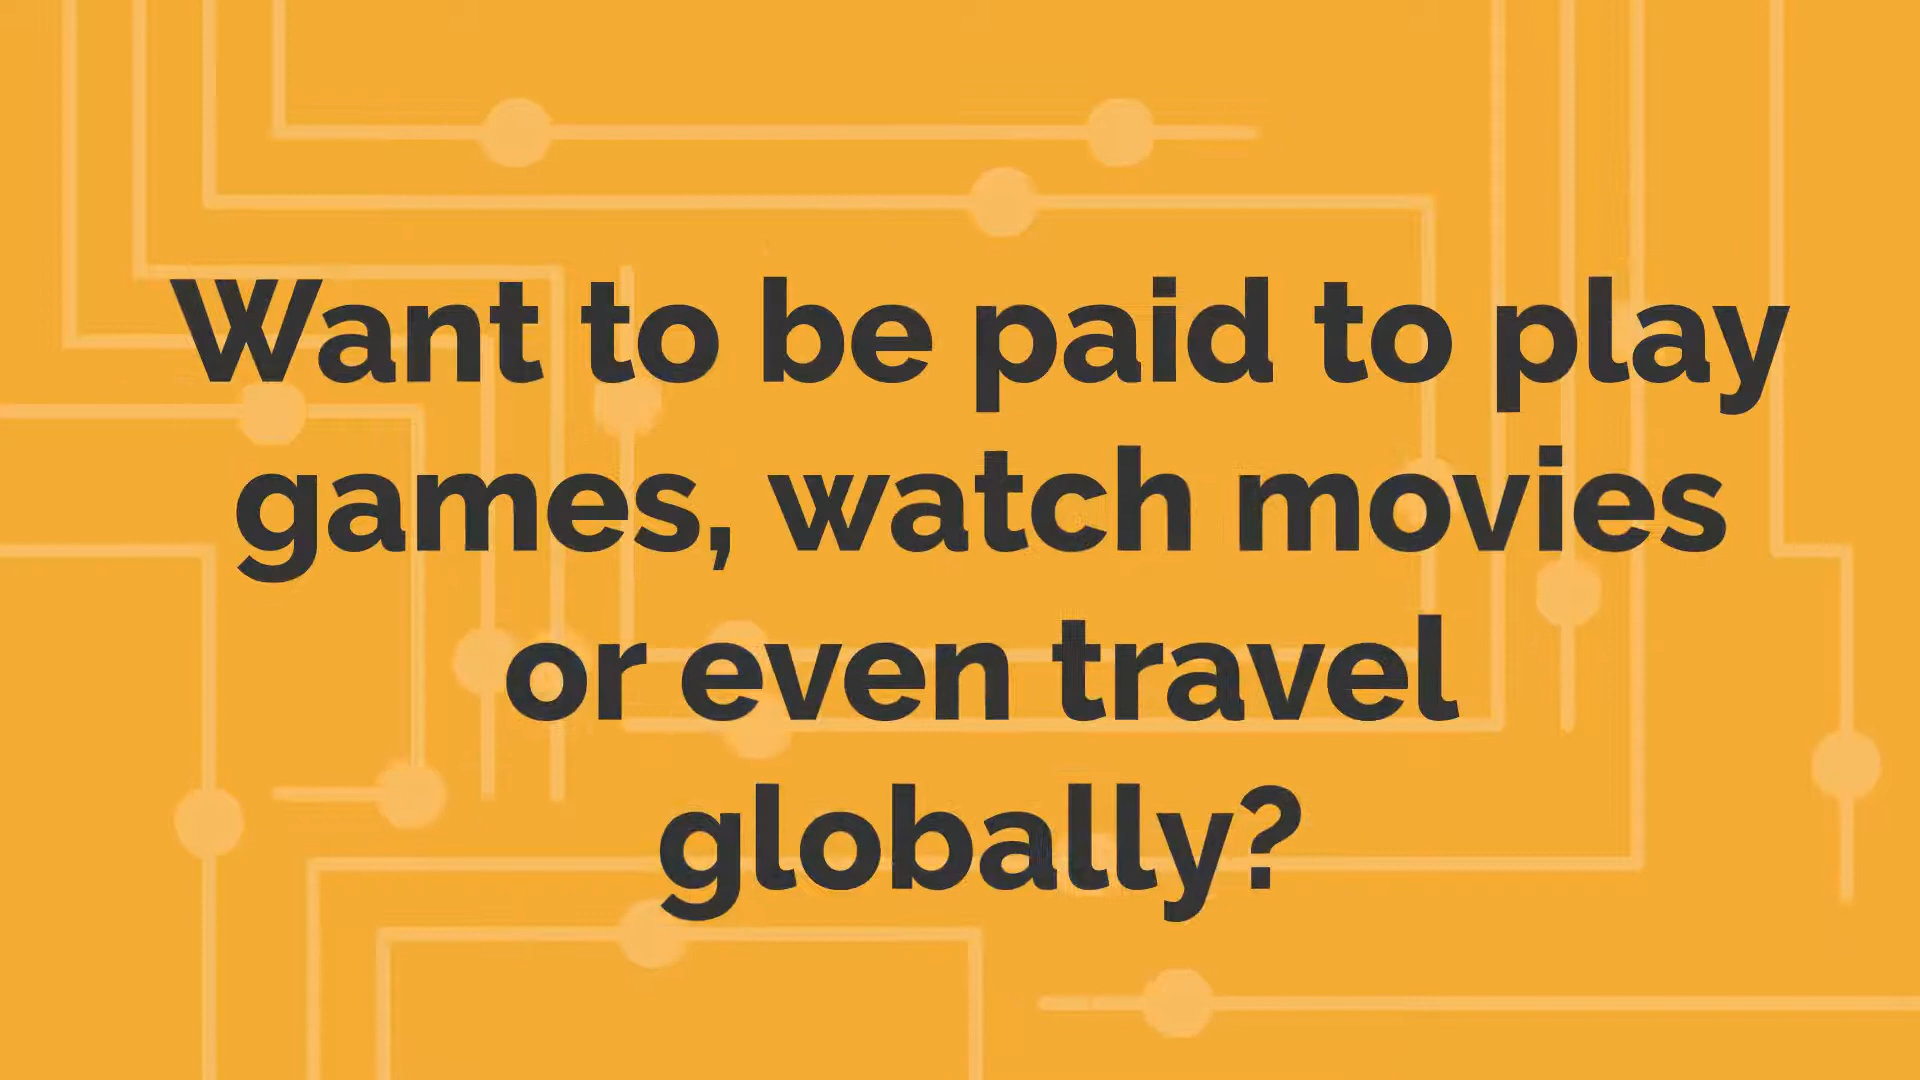 Want to be paid to play
games, watch movies
or even travel
globally?